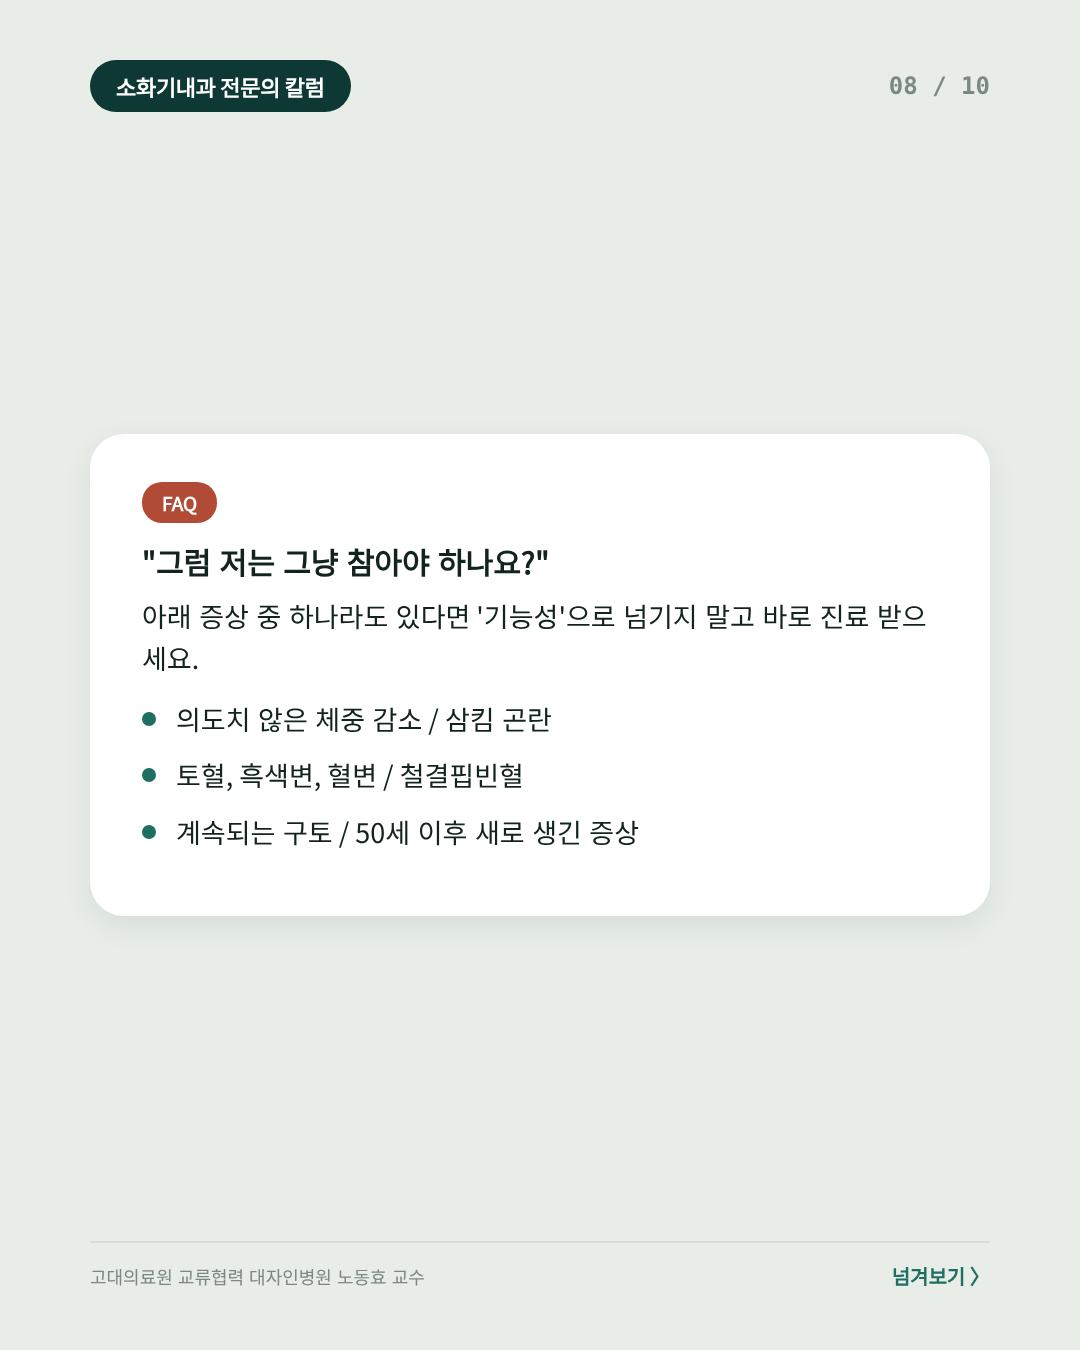 소화기내과 전문의 칼럼
08 / 10
FAQ
"그럼 저는 그냥 참아야 하나요?"
아래 증상 중 하나라도 있다면 '기능성'으로 넘기지 말고 바로 진료 받으
세요.
의도치 않은 체중 감소 / 삼킴 곤란
토혈, 흑색변, 혈변 / 철결핍빈혈
계속되는 구토 / 50세 이후 새로 생긴 증상
고대의료원 교류협력 대자인병원 노동효 교수
넘겨보기 〉